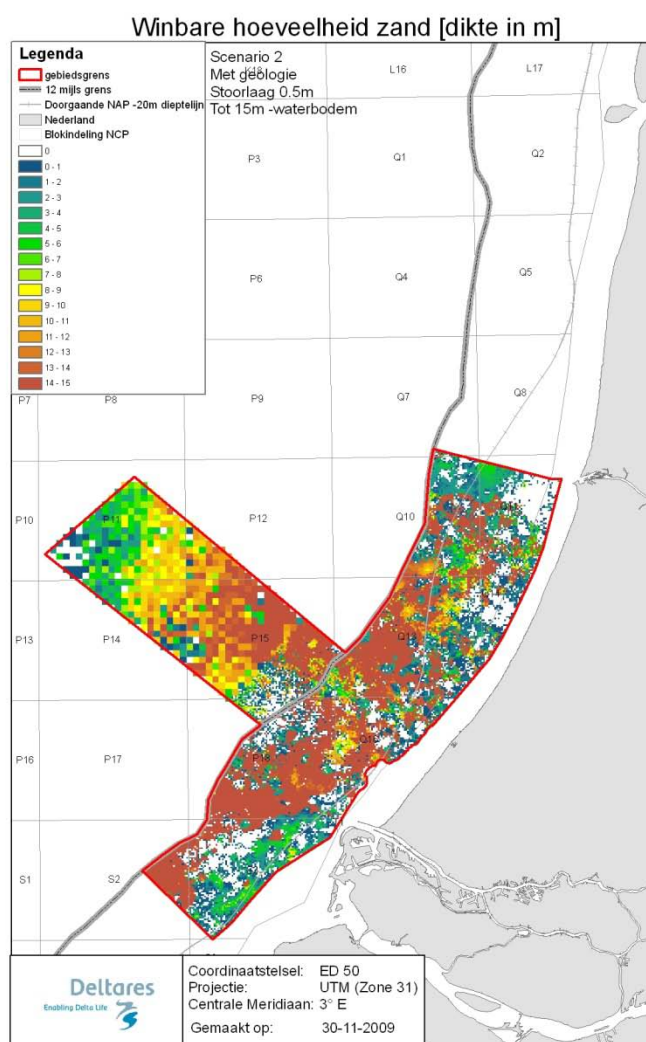 Winbare hoeveelheid zand [dikte in m]
Legenda
gebiedsgrens
12 mijls grens
Doorgaande NAP -20m dieptelijn
Nederland
Blokindeling NCP
0
0 - 1
1 - 2
2 - 3
3 - 4
4 - 5
5 - 6
6 - 7
7 - 8
8 - 9
9 - 10
10 - 11
11 - 12
12 - 13
13 - 14
14 - 15
Scenario 2
Met geologie
Stoorlaag 0.5m
Tot 15m -waterbodem
K18 L16 L17
P3 Q1 Q2
P6 Q4 Q5
P7 P8 P9 Q7 Q8
P10 P11 P12 Q10 Q11
P13 P14 P15 Q13
P16 P17 P18 Q16
S1 S2
Deltares
Enabling Delta Life
Coordinaatstelsel: ED 50
Projectie: UTM (Zone 31)
Centrale Meridiaan: 3° E
Gemaakt op: 30-11-2009